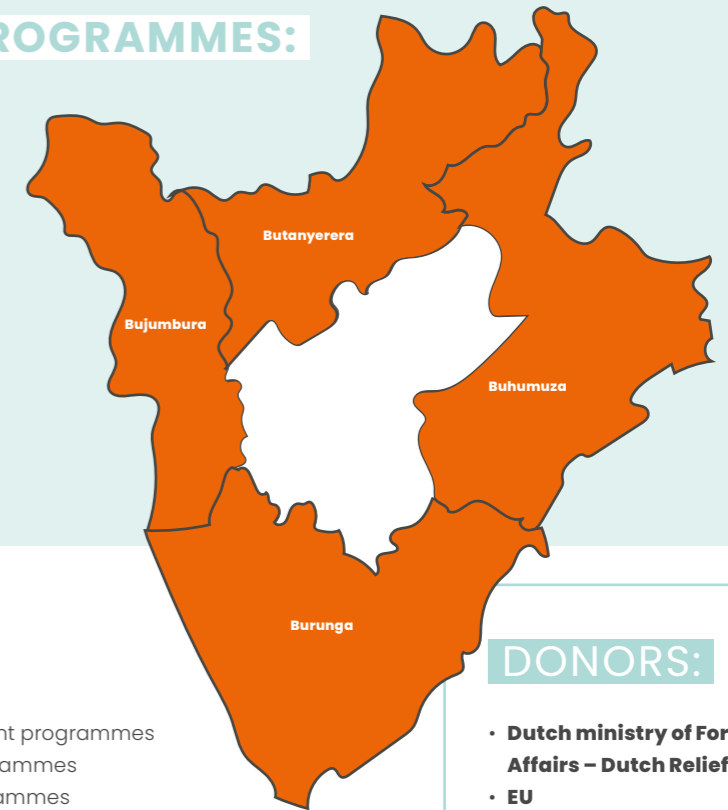 ROGRAMMES:
Butanyerera
Bujumbura
Buhumuza
Burunga
nt programmes
ammes
ammes
DONORS:
• Dutch ministry of For
Affairs – Dutch Relief
• EU